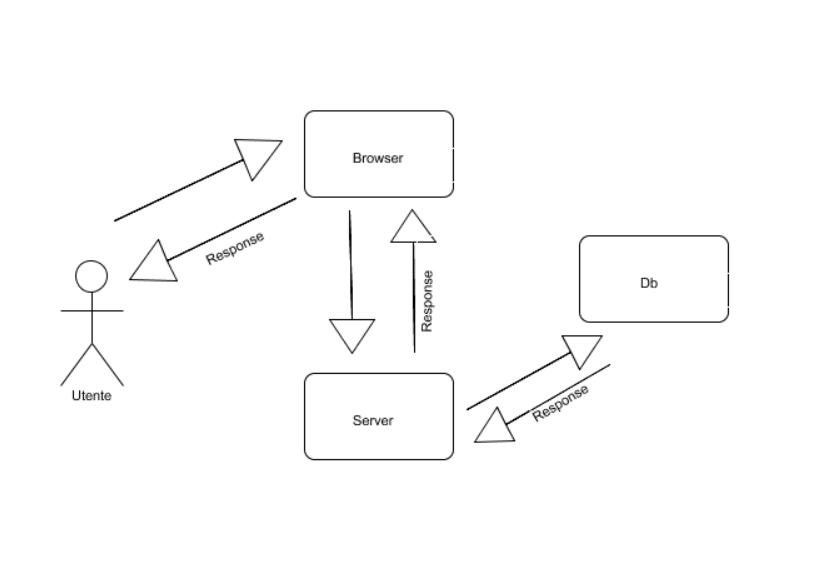 Browser
Response
Response
Db
Utente
Server
Response